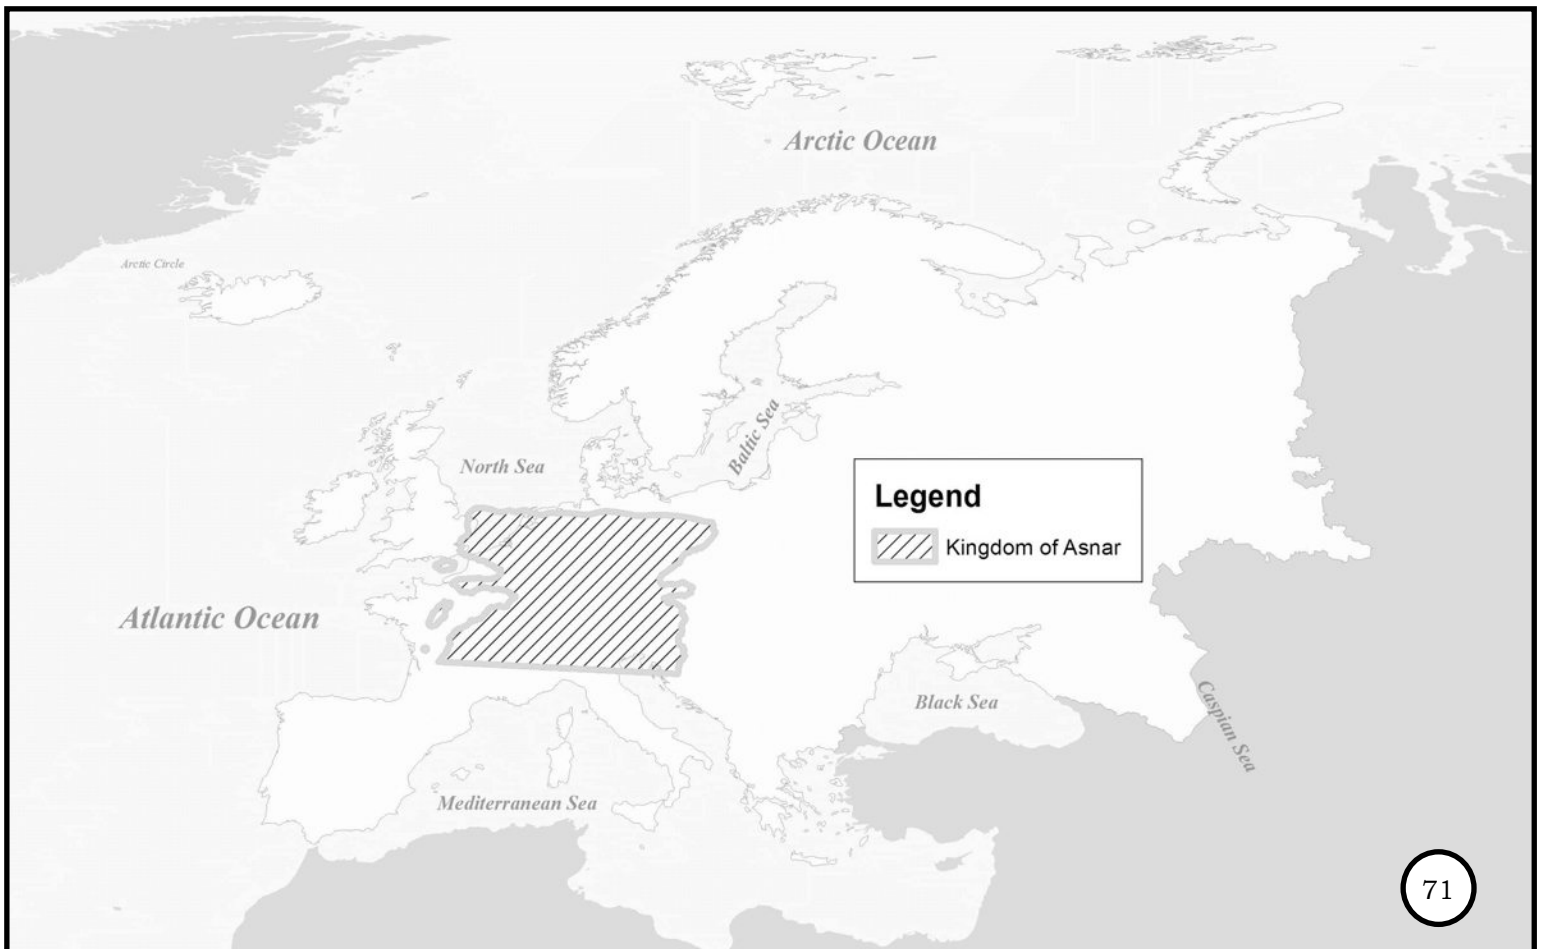 Arctic Ocean
Arctic Circle
Baltic Sea
North Sea
Legend
Kingdom of Asnar
Atlantic Ocean
Black Sea
Caspian Sea
Mediterranean Sea
71